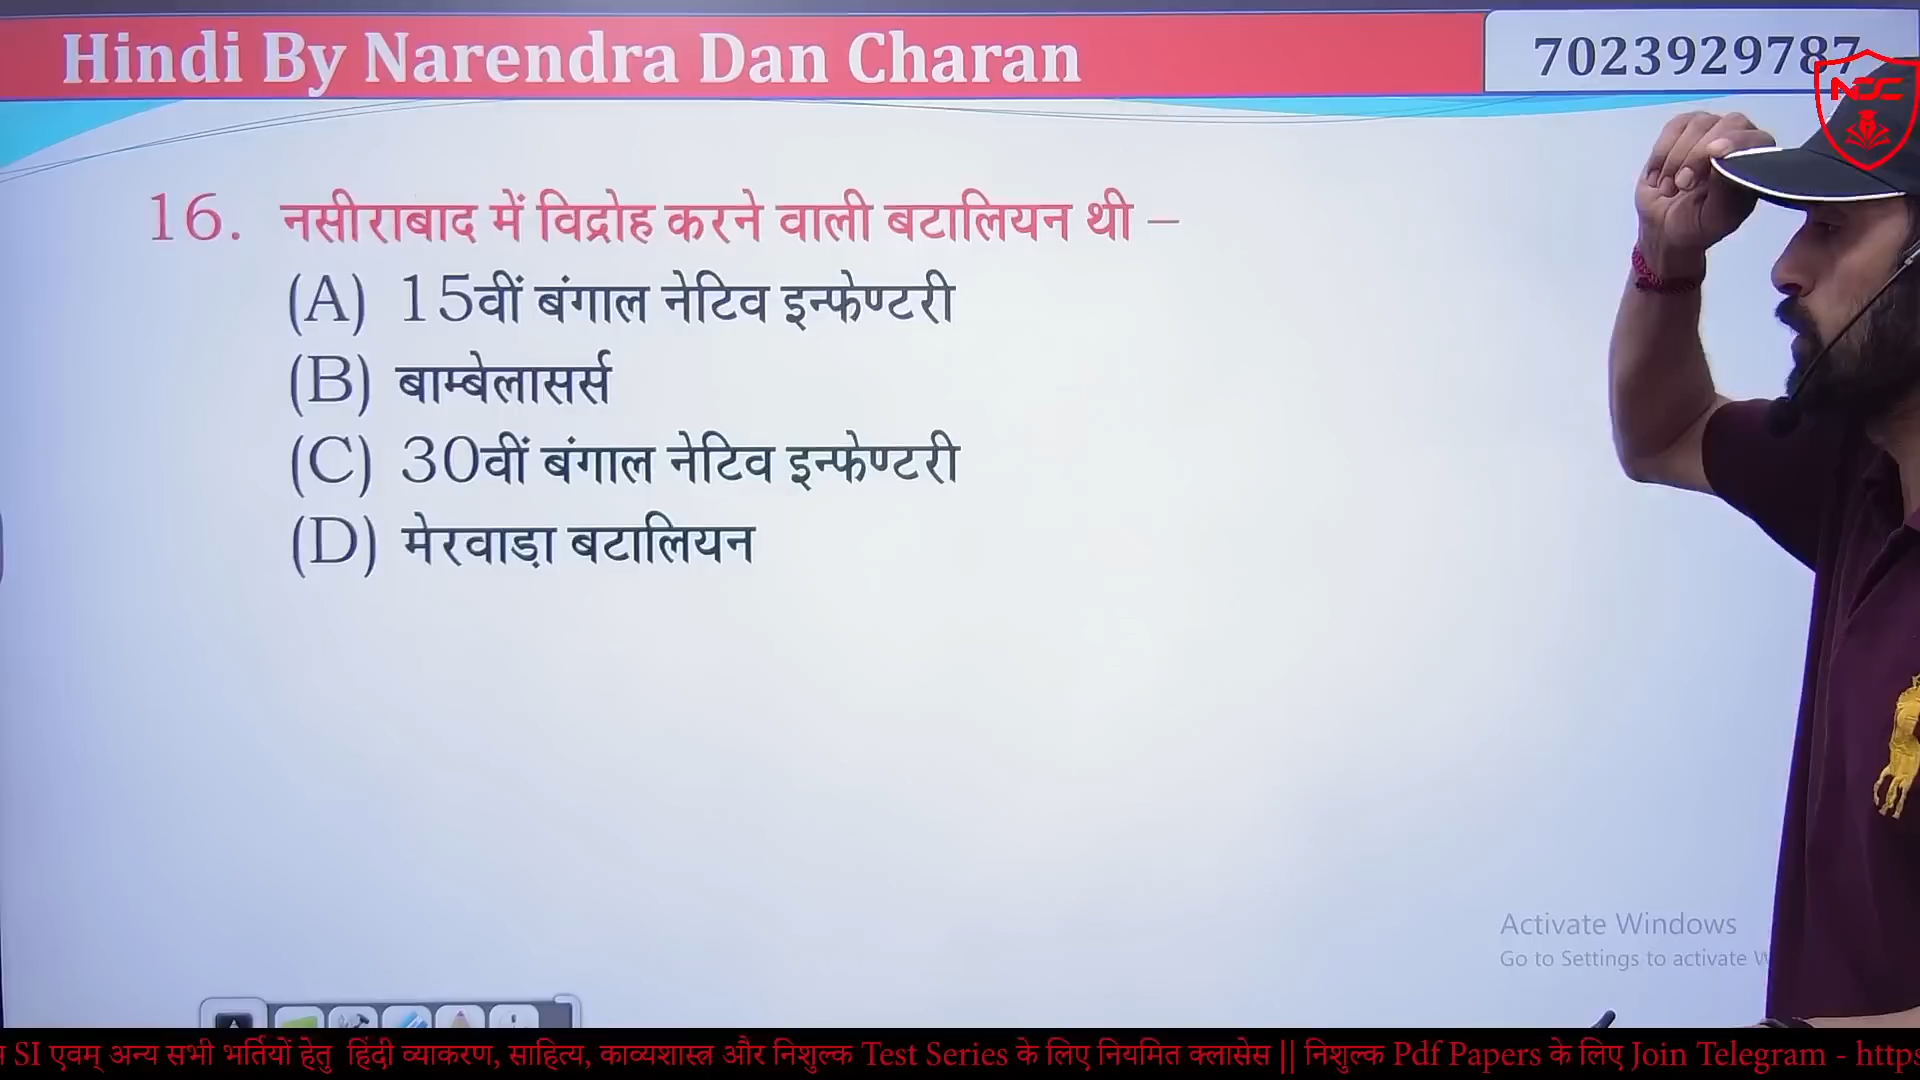 Hindi By Narendra Dan Charan
7023929787
NSC
16. नसीराबाद में विद्रोह करने वाली बटालियन थी –
(A) 15वीं बंगाल नेटिव इन्फेण्टरी
(B) बाम्बेलासर्स
(C) 30वीं बंगाल नेटिव इन्फेण्टरी
(D) मेरवाड़ा बटालियन
Activate Windows
Go to Settings to activate
SI एवम् अन्य सभी भर्तियों हेतु हिंदी व्याकरण, साहित्य, काव्यशास्त्र और निशुल्क Test Series के लिए नियमित क्लासेस || निशुल्क Pdf Papers के लिए Join Telegram - https